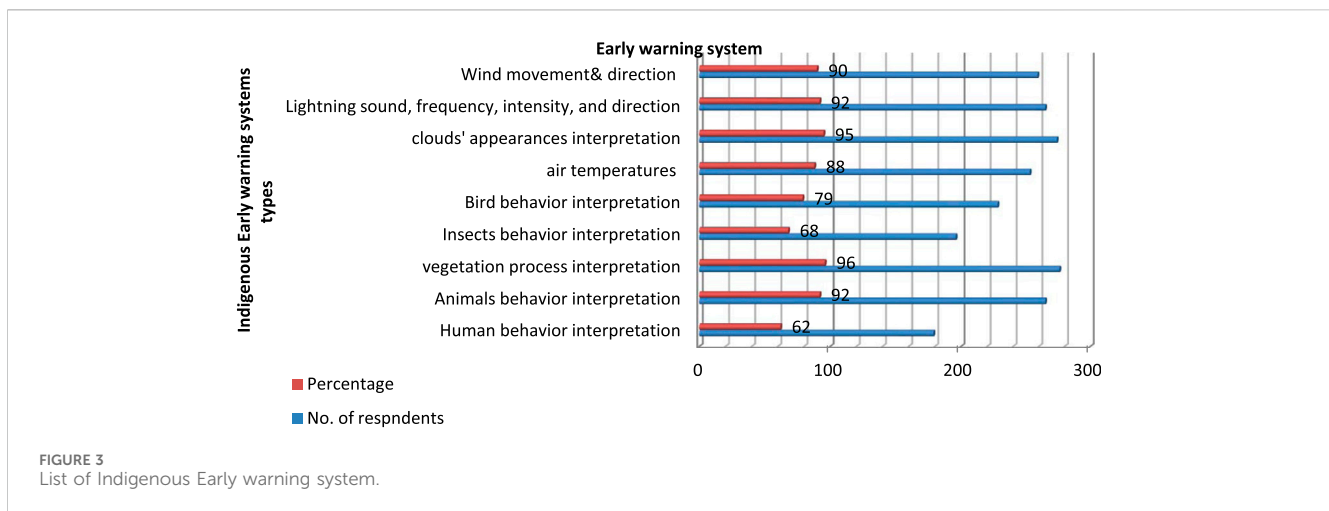 Early warning system
Indigenous Early warning systems
types
Wind movement& direction
90
Lightning sound, frequency, intensity, and direction
92
clouds' appearances interpretation
95
air temperatures
88
Bird behavior interpretation
79
Insects behavior interpretation
68
vegetation process interpretation
96
Animals behavior interpretation
92
Human behavior interpretation
62
0 100 200 300
Percentage
No. of respndents
FIGURE 3
List of Indigenous Early warning system.